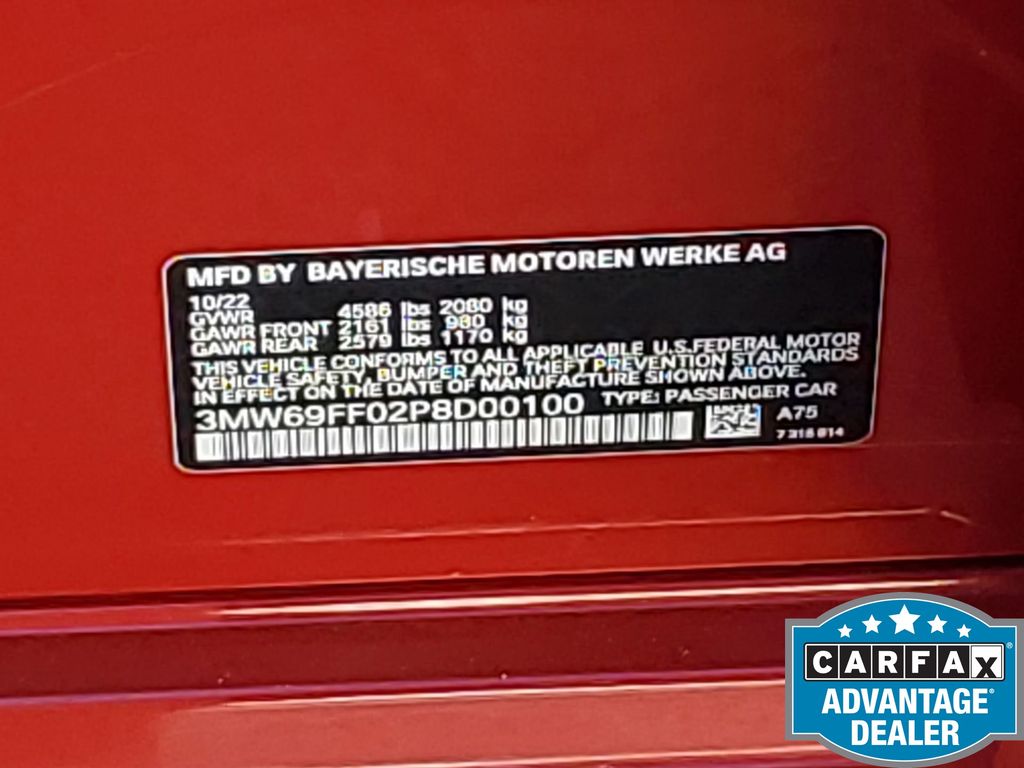 MFD BY BAYERISCHE MOTOREN WERKE AG
10/22
GVWR 4586 lbs 2080 kg
GAWR FRONT 2161 lbs 980 kg
GAWR REAR 2579 lbs 1170 kg
THIS VEHICLE CONFORMS TO ALL APPLICABLE U.S.FEDERAL MOTOR
VEHICLE SAFETY, BUMPER AND THEFT PREVENTION STANDARDS
IN EFFECT ON THE DATE OF MANUFACTURE SHOWN ABOVE.
3MW69FF02P8D00100 TYPE: PASSENGER CAR
A75
CARFAX®
ADVANTAGE®
DEALER